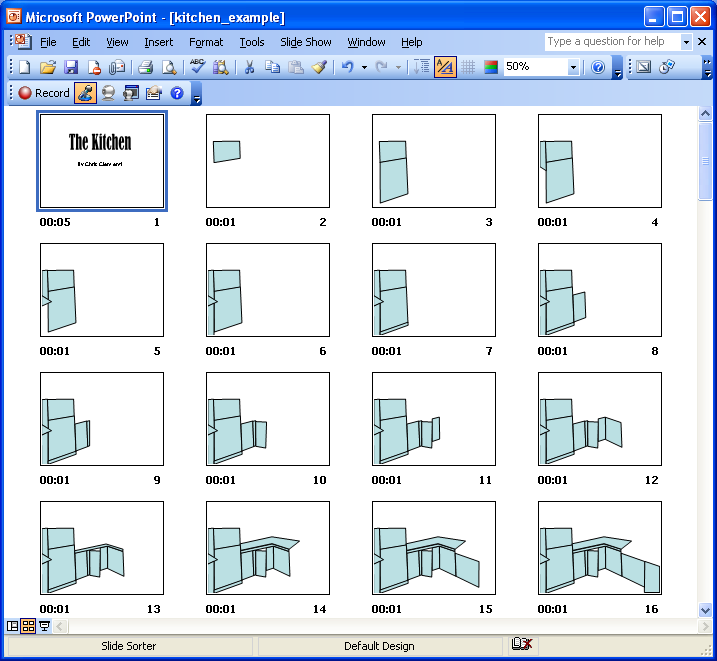 Microsoft PowerPoint - [kitchen_example]
File Edit View Insert Format Tools Slide Show Window Help Type a question for help
50%
Record
The Kitchen
00:05 1 00:01 2 00:01 3 00:01 4
00:01 5 00:01 6 00:01 7 00:01 8
00:01 9 00:01 10 00:01 11 00:01 12
00:01 13 00:01 14 00:01 15 00:01 16
Slide Sorter Default Design